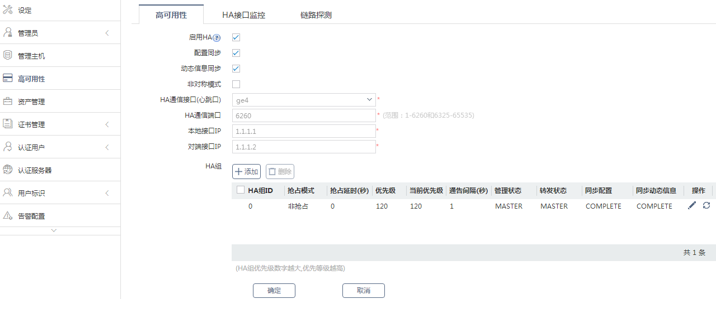 设定
管理员
管理主机
高可用性
资产管理
证书管理
认证用户
认证服务器
用户标识
告警配置
高可用性 HA接口监控 链路探测
启用HA
配置同步
动态信息同步
非对称模式
HA通信接口(心跳口) ge4 *
HA通信端口 6260 * (范围：1-6260和6325-65535)
本地接口IP 1.1.1.1 *
对端接口IP 1.1.1.2 *
HA组 添加 删除
HA组ID 抢占模式 抢占延时(秒) 优先级 当前优先级 通告间隔(秒) 管理状态 转发状态 同步配置 同步动态信息 操作
0 非抢占 0 120 120 1 MASTER MASTER COMPLETE COMPLETE
共 1 条
(HA组优先级数字越大,优先等级越高)
确定 取消